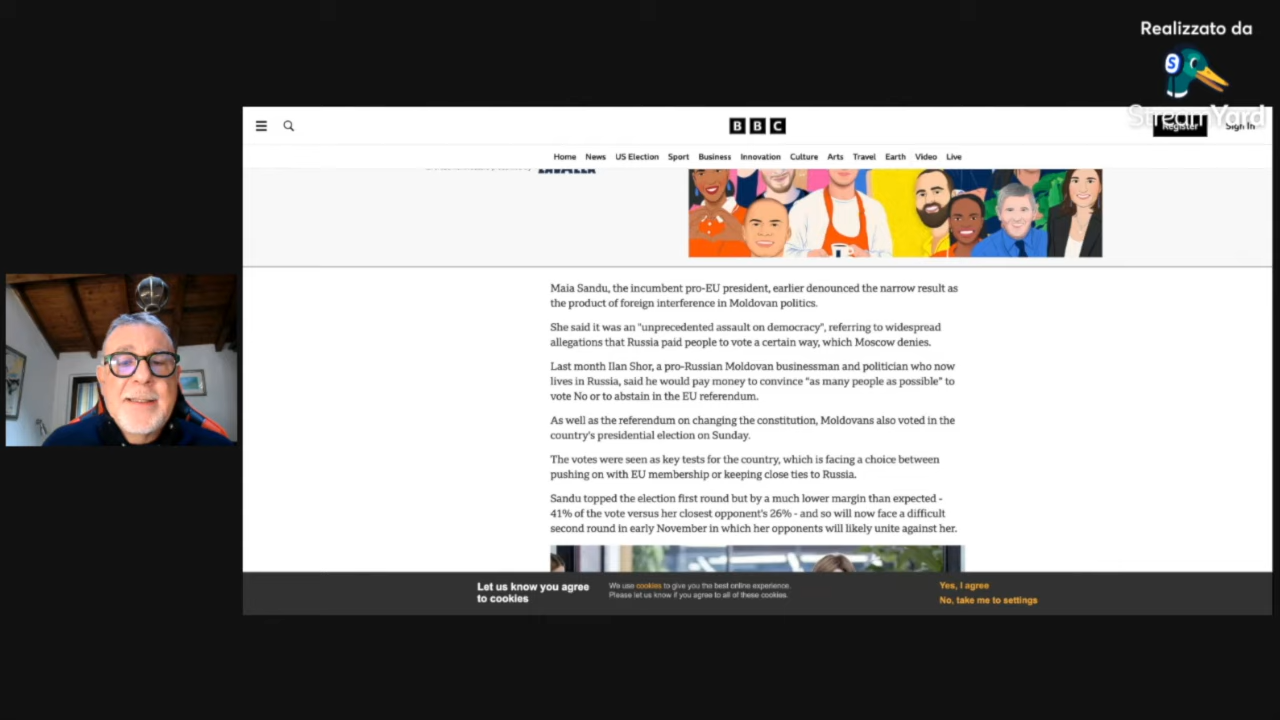 Realizzato da
StreamYard
BBC
Register
Sign In
Home News US Election Sport Business Innovation Culture Arts Travel Earth Video Live
Maia Sandu, the incumbent pro-EU president, earlier denounced the narrow result as
the product of foreign interference in Moldovan politics.
She said it was an "unprecedented assault on democracy", referring to widespread
allegations that Russia paid people to vote a certain way, which Moscow denies.
Last month Ilan Shor, a pro-Russian Moldovan businessman and politician who now
lives in Russia, said he would pay money to convince "as many people as possible" to
vote No or to abstain in the EU referendum.
As well as the referendum on changing the constitution, Moldovans also voted in the
country's presidential election on Sunday.
The votes were seen as key tests for the country, which is facing a choice between
pushing on with EU membership or keeping close ties to Russia.
Sandu topped the election first round but by a much lower margin than expected -
41% of the vote versus her closest opponent's 26% - and so will now face a difficult
second round in early November in which her opponents will likely unite against her.
Let us know you agree
to cookies
We use cookies to give you the best online experience.
Please let us know if you agree to all of these cookies.
Yes, I agree
No, take me to settings